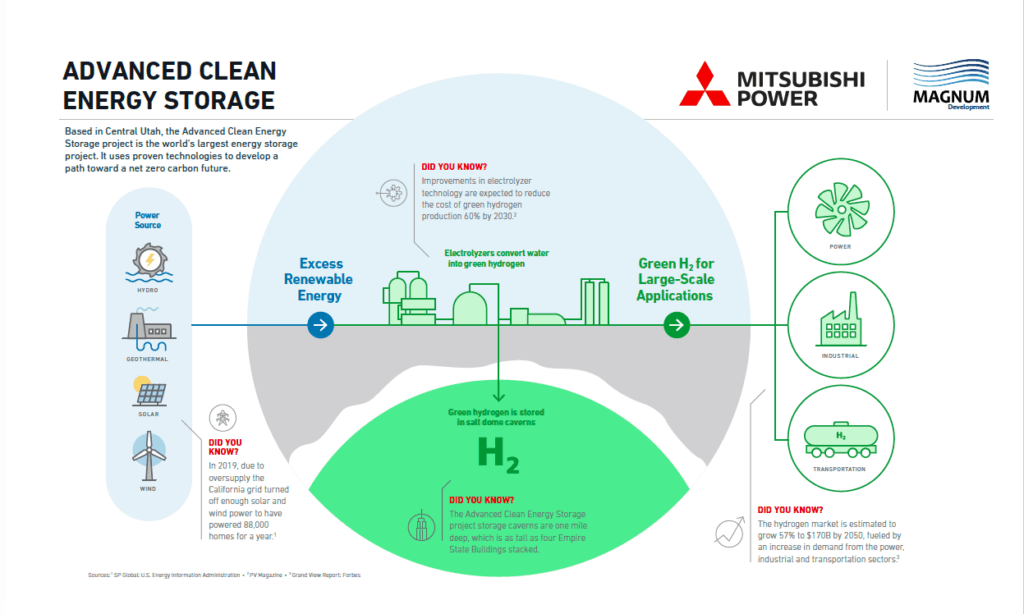 ADVANCED CLEAN
ENERGY STORAGE
MITSUBISHI
POWER
MAGNUM
Development
Based in Central Utah, the Advanced Clean Energy
Storage project is the world's largest energy storage
project. It uses proven technologies to develop a
path toward a net zero carbon future.
Power
Source
HYDRO
GEOTHERMAL
SOLAR
WIND
DID YOU
KNOW?
In 2019, due to
oversupply the
California grid turned
off enough solar and
wind power to have
powered 88,000
homes for a year.¹
Excess
Renewable
Energy
DID YOU KNOW?
Improvements in electrolyzer
technology are expected to reduce
the cost of green hydrogen
production 60% by 2030.²
Electrolyzers convert water
into green hydrogen
Green hydrogen is stored
in salt dome caverns
H₂
DID YOU KNOW?
The Advanced Clean Energy Storage
project storage caverns are one mile
deep, which is as tall as four Empire
State Buildings stacked.
Green H₂ for
Large-Scale
Applications
POWER
INDUSTRIAL
H₂
TRANSPORTATION
DID YOU KNOW?
The hydrogen market is estimated to
grow 57% to $170B by 2050, fueled by
an increase in demand from the power,
industrial and transportation sectors.³
Sources: ¹ SP Global; U.S. Energy Information Administration • ² PV Magazine • ³ Grand View Report; Forbes